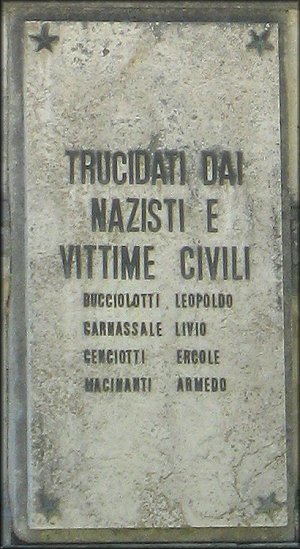 TRUCIDATI DAI
NAZISTI E
VITTIME CIVILI
BUCCIOLOTTI LEOPOLDO
CARNASSALE LIVIO
CENCIOTTI ERCOLE
MACINANTI ARMEDO